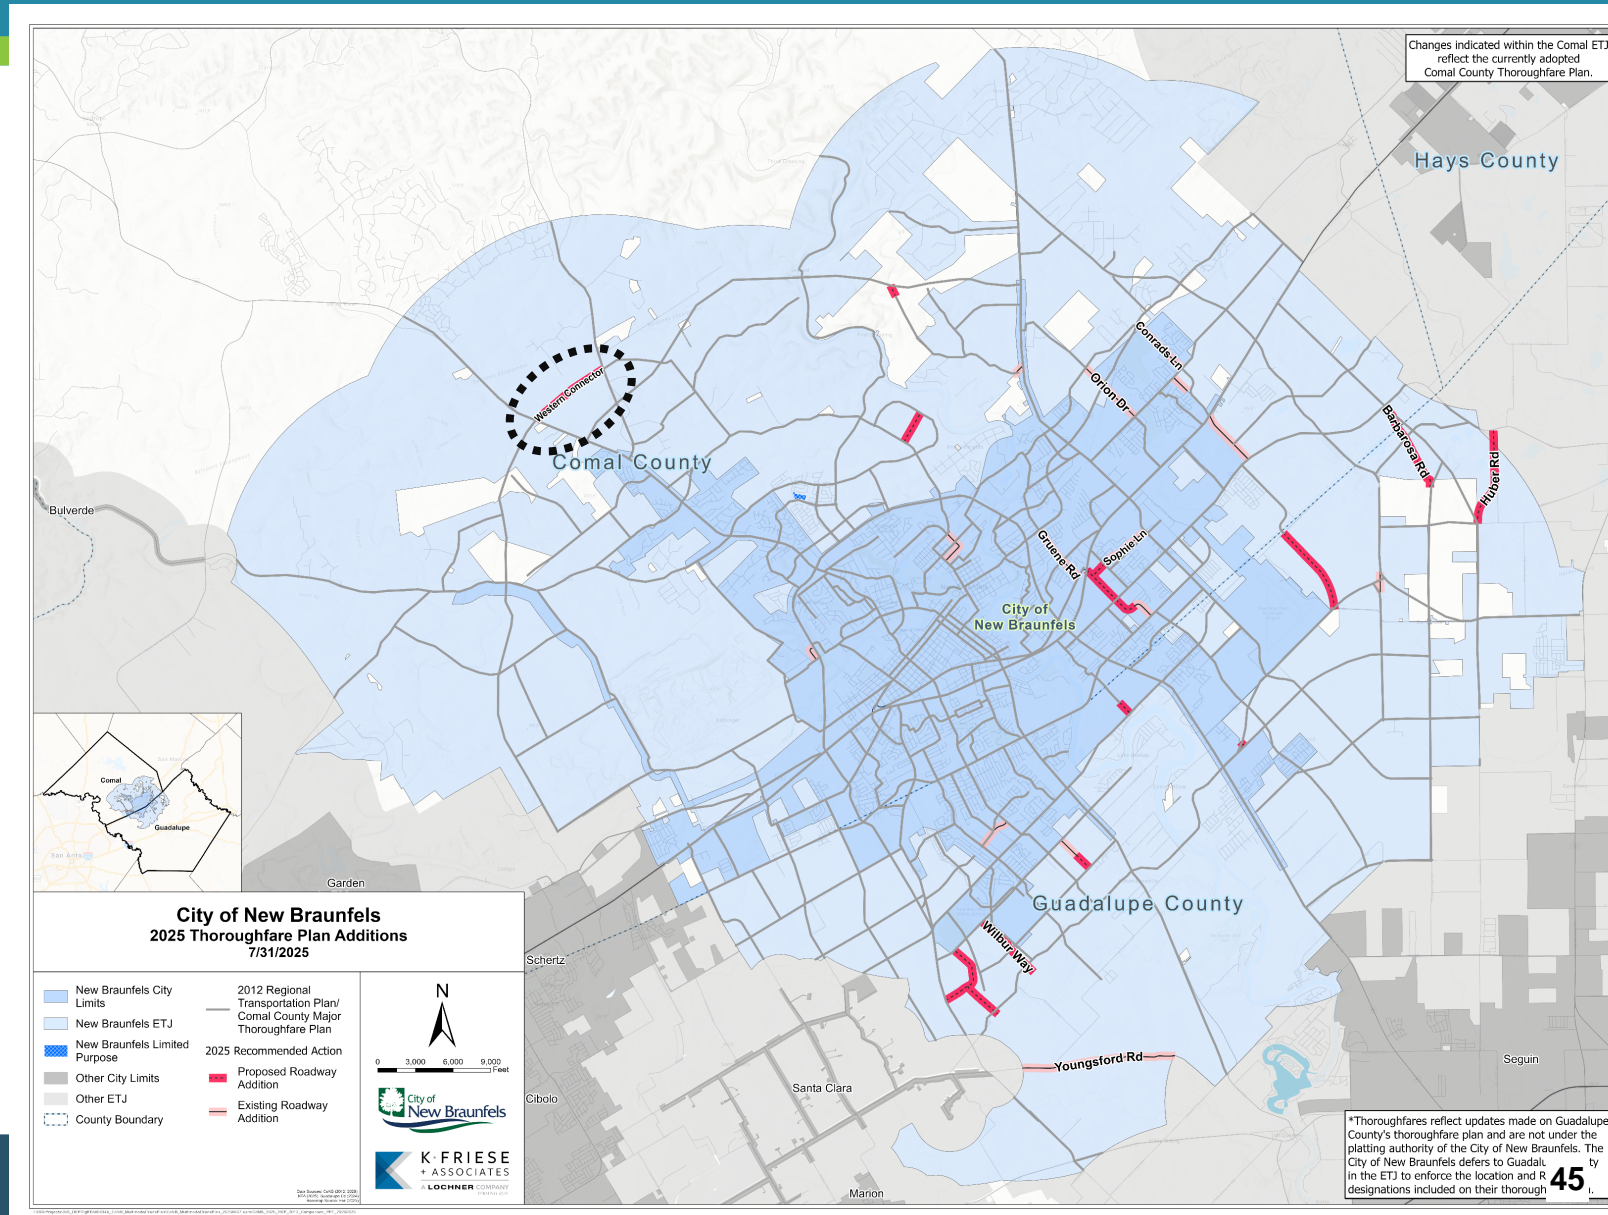 Changes indicated within the Comal ETJ
reflect the currently adopted
Comal County Thoroughfare Plan.
Hays County
Conrads Ln
Orion Dr
Barbarosa Rd
Huber Rd
Western Connector
Comal County
Bulverde
Gruene Rd
Sophie Ln
City of
New Braunfels
Comal
Guadalupe
Garden
Guadalupe County
Wilbur Way
Schertz
Youngsford Rd
Santa Clara
Cibolo
Marion
Seguin
City of New Braunfels
2025 Thoroughfare Plan Additions
7/31/2025
New Braunfels City
Limits
New Braunfels ETJ
New Braunfels Limited
Purpose
Other City Limits
Other ETJ
County Boundary
2012 Regional
Transportation Plan/
Comal County Major
Thoroughfare Plan
2025 Recommended Action
Proposed Roadway
Addition
Existing Roadway
Addition
N
0 3,000 6,000 9,000
Feet
City of
New Braunfels
K·FRIESE
+ ASSOCIATES
A LOCHNER COMPANY
*Thoroughfares reflect updates made on Guadalupe
County's thoroughfare plan and are not under the
platting authority of the City of New Braunfels. The
City of New Braunfels defers to
in the ETJ to enforce the location and
designations included on their
45